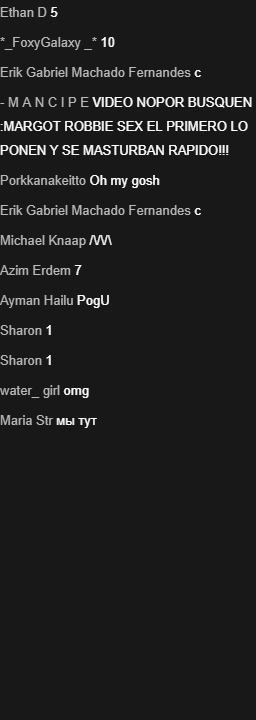 Ethan D 5
*_FoxyGalaxy _* 10
Erik Gabriel Machado Fernandes c
- M A N C I P E VIDEO NOPOR BUSQUEN
:MARGOT ROBBIE SEX EL PRIMERO LO
PONEN Y SE MASTURBAN RAPIDO!!!
Porkkanakeitto Oh my gosh
Erik Gabriel Machado Fernandes c
Michael Knaap /\/\/\
Azim Erdem 7
Ayman Hailu PogU
Sharon 1
Sharon 1
water_ girl omg
Maria Str мы тут